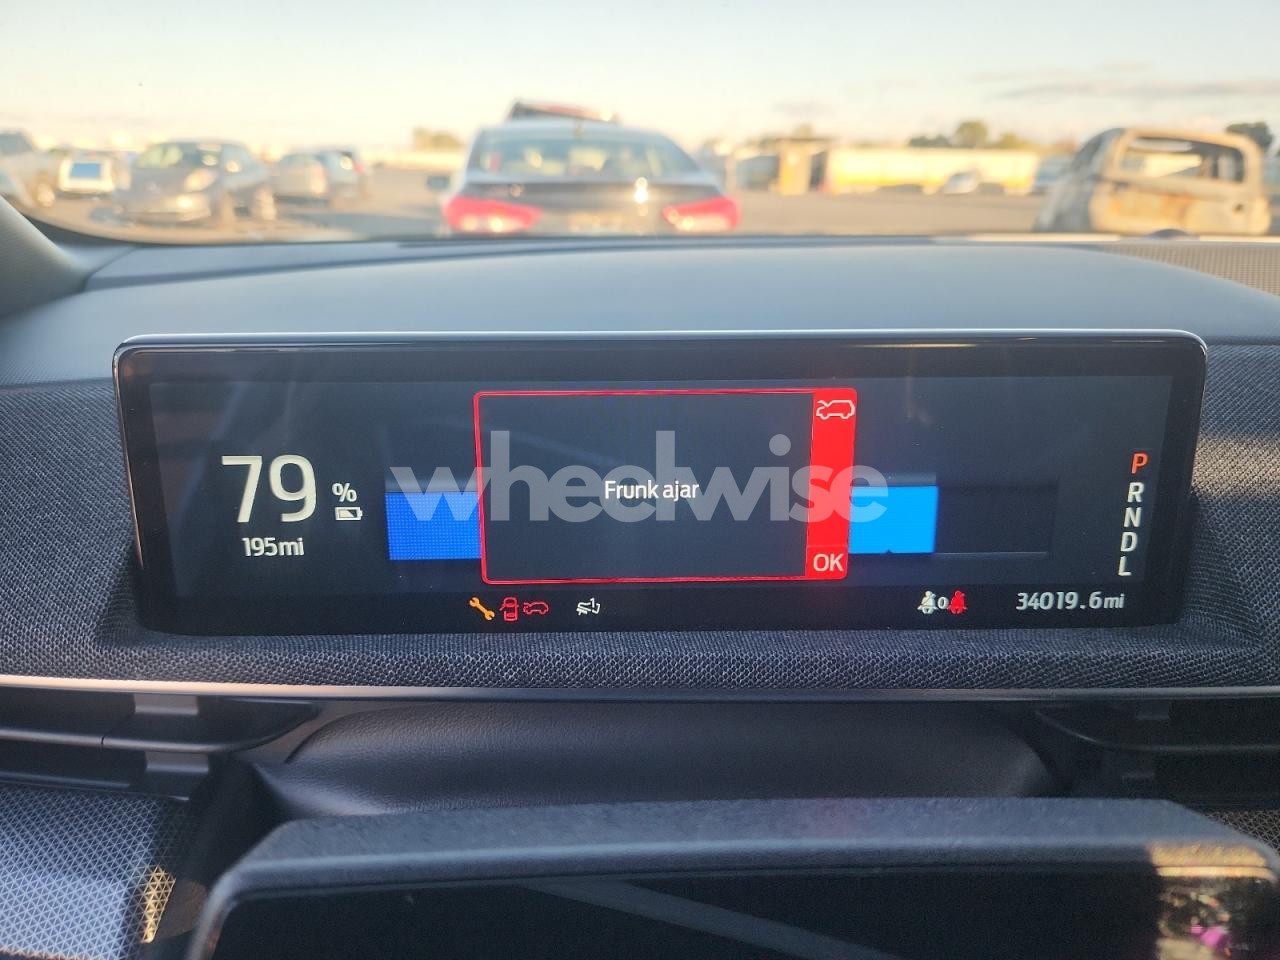 79 %
195mi
Frunk ajar
OK
wheelwise
P
R
N
D
L
0
34019.6mi